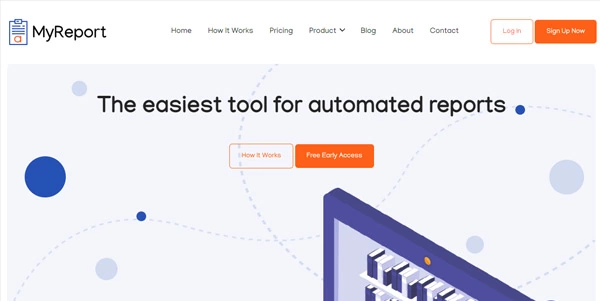 MyReport
Home How It Works Pricing Product Blog About Contact Log In Sign Up Now
The easiest tool for automated reports
How It Works Free Early Access